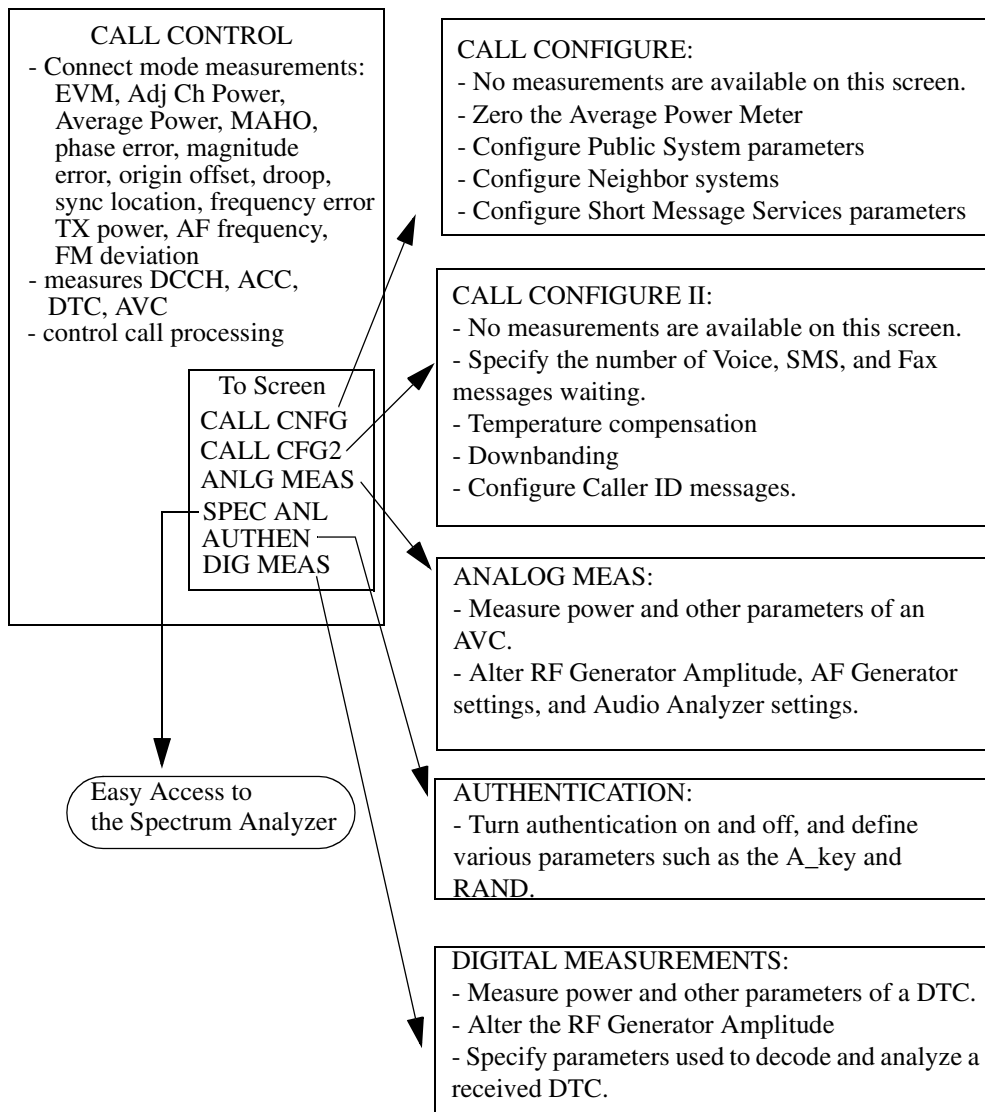 CALL CONTROL
- Connect mode measurements:
EVM, Adj Ch Power,
Average Power, MAHO,
phase error, magnitude
error, origin offset, droop,
sync location, frequency error
TX power, AF frequency,
FM deviation
- measures DCCH, ACC,
DTC, AVC
- control call processing
To Screen
CALL CNFG
CALL CFG2
ANLG MEAS
SPEC ANL
AUTHEN
DIG MEAS
Easy Access to
the Spectrum Analyzer
CALL CONFIGURE:
- No measurements are available on this screen.
- Zero the Average Power Meter
- Configure Public System parameters
- Configure Neighbor systems
- Configure Short Message Services parameters
CALL CONFIGURE II:
- No measurements are available on this screen.
- Specify the number of Voice, SMS, and Fax
messages waiting.
- Temperature compensation
- Downbanding
- Configure Caller ID messages.
ANALOG MEAS:
- Measure power and other parameters of an
AVC.
- Alter RF Generator Amplitude, AF Generator
settings, and Audio Analyzer settings.
AUTHENTICATION:
- Turn authentication on and off, and define
various parameters such as the A_key and
RAND.
DIGITAL MEASUREMENTS:
- Measure power and other parameters of a DTC.
- Alter the RF Generator Amplitude
- Specify parameters used to decode and analyze a
received DTC.